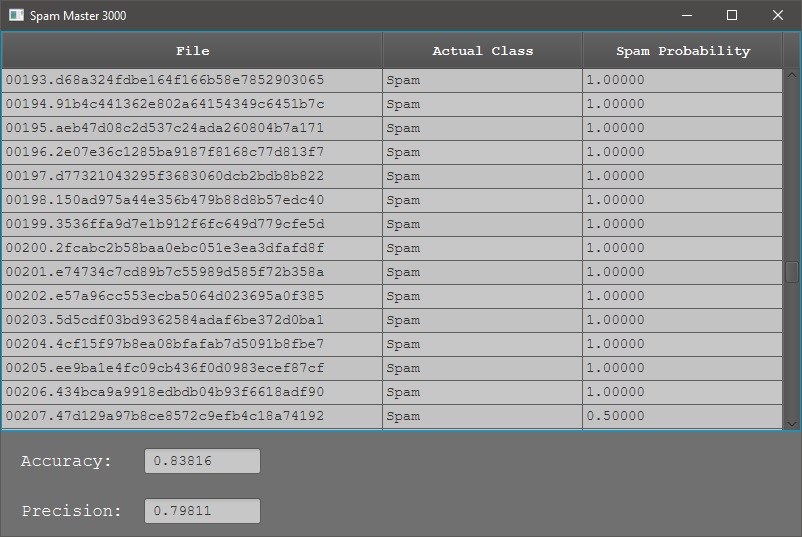 Spam Master 3000
File Actual Class Spam Probability
00193.d68a324fdbe164f166b58e7852903065 Spam 1.00000
00194.91b4c441362e802a64154349c6451b7c Spam 1.00000
00195.aeb47d08c2d537c24ada260804b7a171 Spam 1.00000
00196.2e07e36c1285ba9187f8168c77d813f7 Spam 1.00000
00197.d77321043295f3683060dcb2bdb8b822 Spam 1.00000
00198.150ad975a44e356b479b88d8b57edc40 Spam 1.00000
00199.3536ffa9d7e1b912f6fc649d779cfe5d Spam 1.00000
00200.2fcabc2b58baa0ebc051e3ea3dfafd8f Spam 1.00000
00201.e74734c7cd89b7c55989d585f72b358a Spam 1.00000
00202.e57a96cc553ecba5064d023695a0f385 Spam 1.00000
00203.5d5cdf03bd9362584adaf6be372d0ba1 Spam 1.00000
00204.4cf15f97b8ea08bfafab7d5091b8fbe7 Spam 1.00000
00205.ee9ba1e4fc09cb436f0d0983ecef87cf Spam 1.00000
00206.434bca9a9918edbdb04b93f6618adf90 Spam 1.00000
00207.47d129a97b8ce8572c9efb4c18a74192 Spam 0.50000
Accuracy: 0.83816
Precision: 0.79811